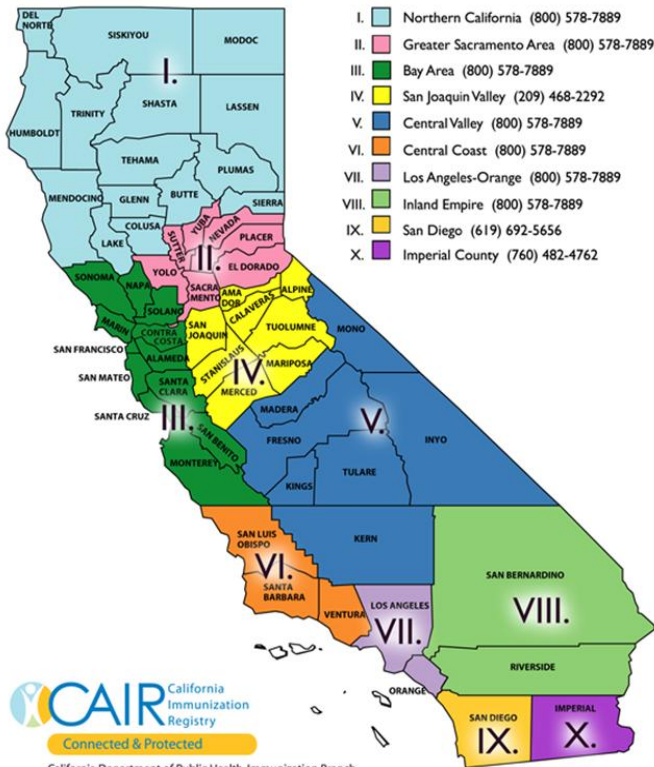 I. Northern California (800) 578-7889
II. Greater Sacramento Area (800) 578-7889
III. Bay Area (800) 578-7889
IV. San Joaquin Valley (209) 468-2292
V. Central Valley (800) 578-7889
VI. Central Coast (800) 578-7889
VII. Los Angeles-Orange (800) 578-7889
VIII. Inland Empire (800) 578-7889
IX. San Diego (619) 692-5656
X. Imperial County (760) 482-4762
DEL
NORTE
SISKIYOU
MODOC
I.
TRINITY
SHASTA
LASSEN
HUMBOLDT
TEHAMA
PLUMAS
MENDOCINO
GLENN
BUTTE
SIERRA
COLUSA
LAKE
SUTTER
YUBA
NEVADA
PLACER
II.
YOLO
EL DORADO
SACRA
MENTO
SONOMA
NAPA
SOLANO
MARIN
CONTRA
COSTA
SAN FRANCISCO
ALAMEDA
SAN MATEO
SANTA
CLARA
SANTA CRUZ
III.
SAN BENITO
MONTEREY
AMA
DOR
ALPINE
CALAVERAS
SAN
JOAQUIN
TUOLUMNE
STANISLAUS
MARIPOSA
IV.
MERCED
MONO
MADERA
V.
FRESNO
INYO
KINGS
TULARE
KERN
SAN LUIS
OBISPO
VI.
SANTA
BARBARA
VENTURA
LOS ANGELES
VII.
ORANGE
SAN BERNARDINO
VIII.
RIVERSIDE
SAN DIEGO
IX.
IMPERIAL
X.
CAIR
California
Immunization
Registry
Connected & Protected
California Department of Public Health, Immunization Branch